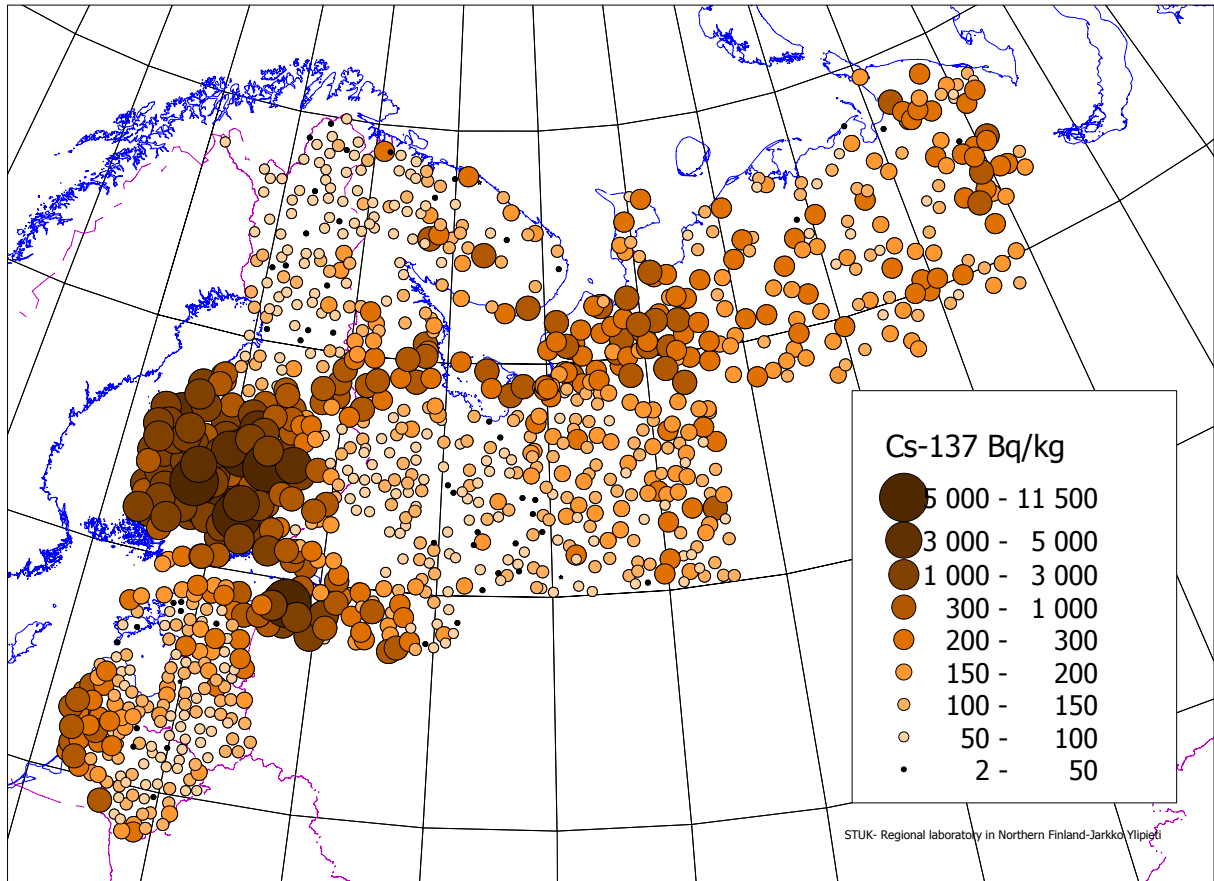 Cs-137 Bq/kg
5 000 - 11 500
3 000 - 5 000
1 000 - 3 000
300 - 1 000
200 - 300
150 - 200
100 - 150
50 - 100
2 - 50
STUK- Regional laboratory in Northern Finland-Jarkko Ylipieti